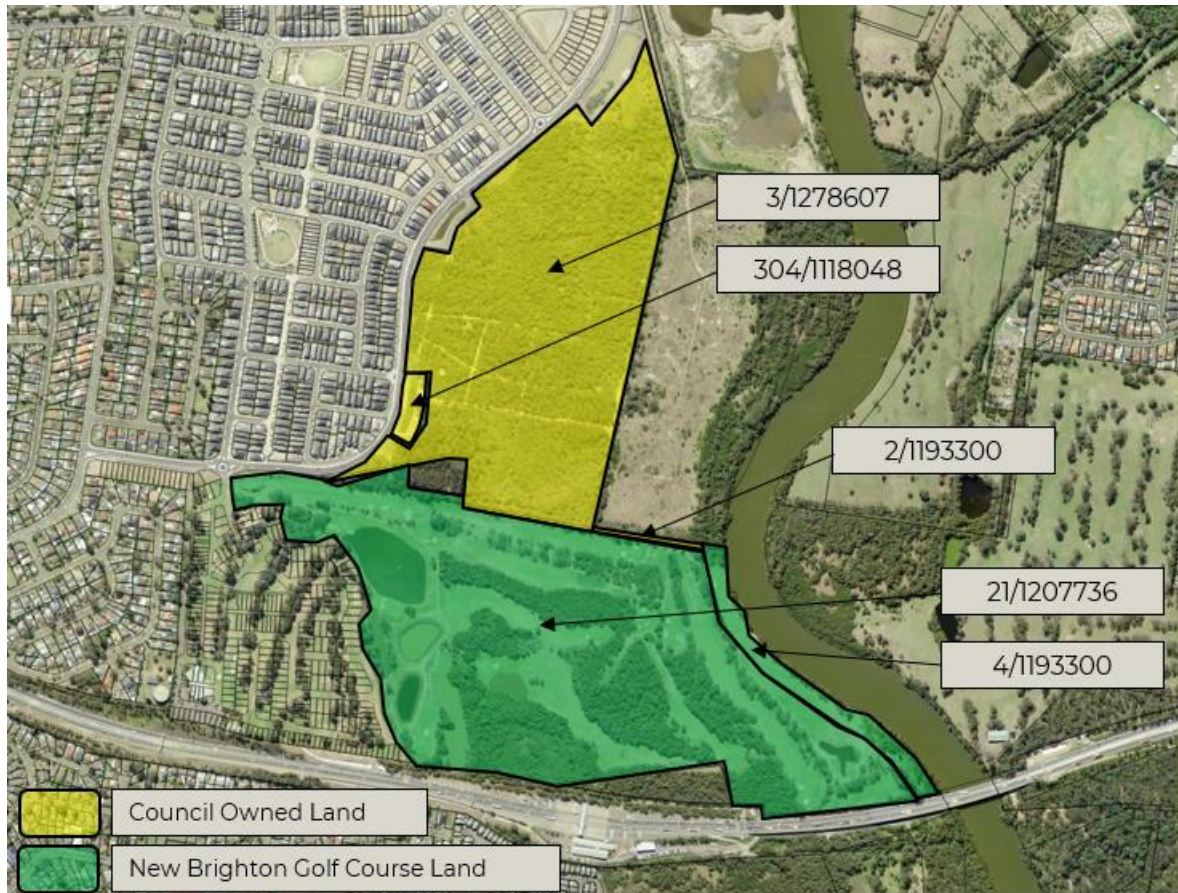 3/1278607
304/1118048
2/1193300
21/1207736
4/1193300
Council Owned Land
New Brighton Golf Course Land